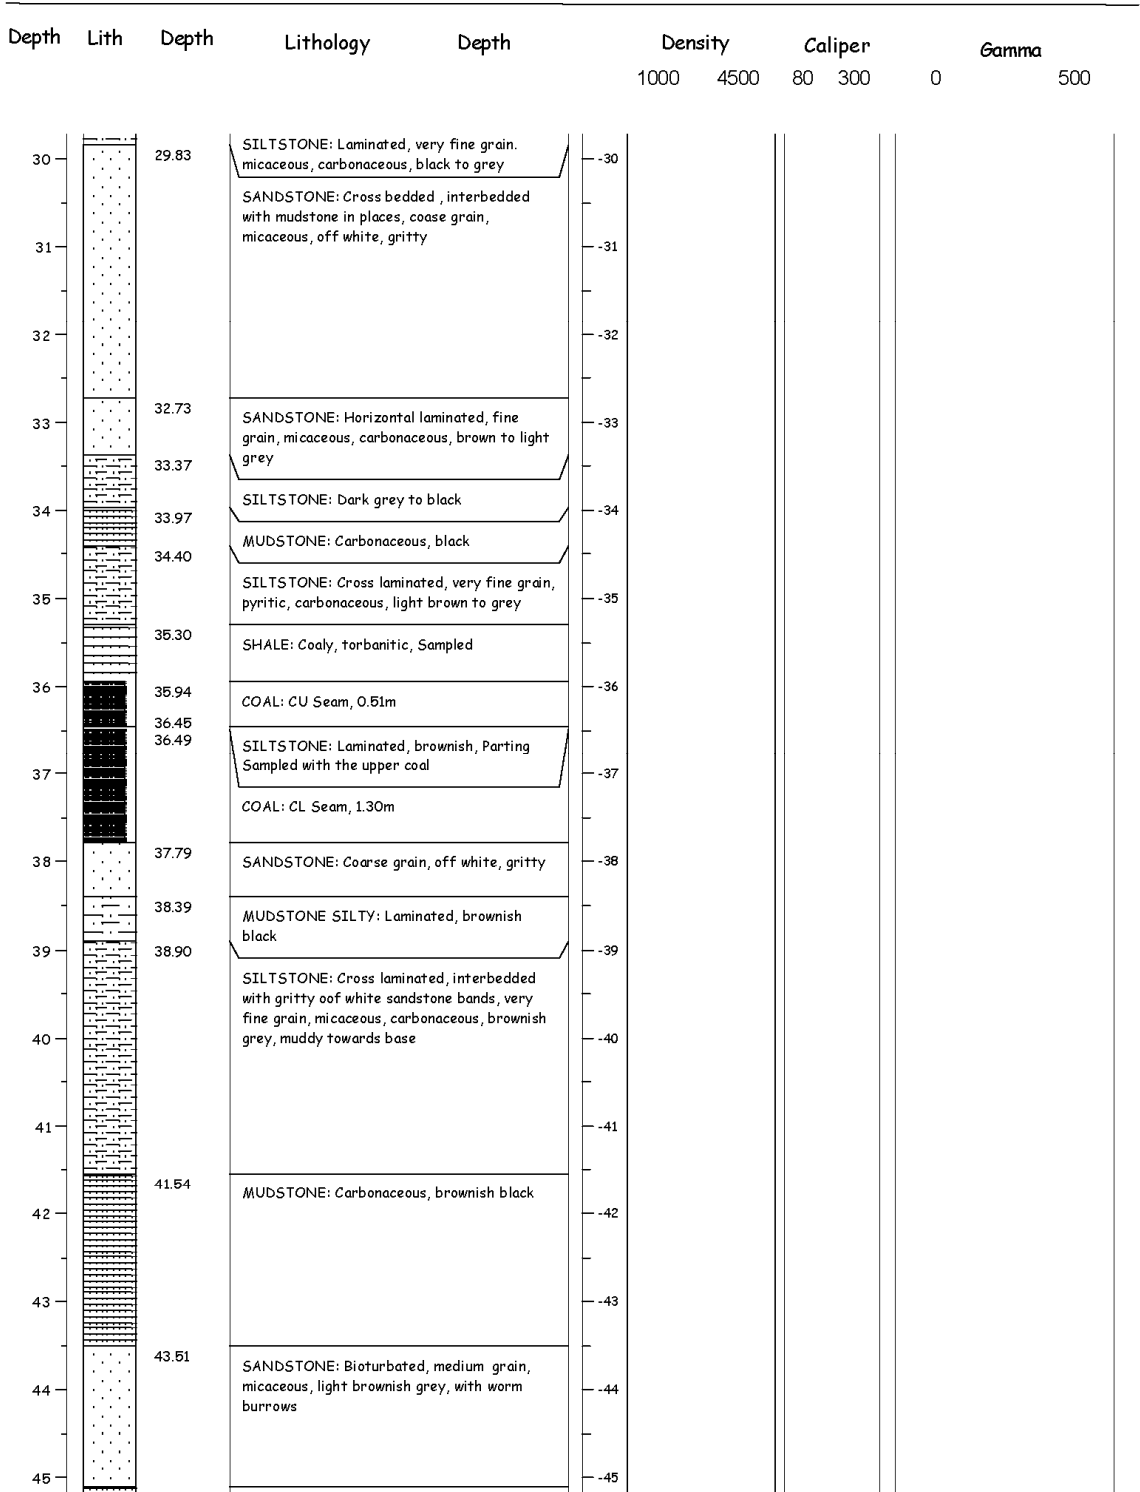 Depth Lith Depth Lithology Depth Density Caliper Gamma
1000 4500 80 300 0 500
SILTSTONE: Laminated, very fine grain.
30 29.83 micaceous, carbonaceous, black to grey -30
SANDSTONE: Cross bedded , interbedded
with mudstone in places, coase grain,
31 micaceous, off white, gritty -31
32 -32
32.73
33 SANDSTONE: Horizontal laminated, fine -33
grain, micaceous, carbonaceous, brown to light
33.37 grey
SILTSTONE: Dark grey to black
34 33.97 -34
MUDSTONE: Carbonaceous, black
34.40
SILTSTONE: Cross laminated, very fine grain,
35 pyritic, carbonaceous, light brown to grey -35
35.30 SHALE: Coaly, torbanitic, Sampled
36 35.94 -36
COAL: CU Seam, 0.51m
36.45
36.49 SILTSTONE: Laminated, brownish, Parting
37 Sampled with the upper coal -37
COAL: CL Seam, 1.30m
38 37.79 SANDSTONE: Coarse grain, off white, gritty -38
38.39 MUDSTONE SILTY: Laminated, brownish
black
39 38.90 -39
SILTSTONE: Cross laminated, interbedded
with gritty oof white sandstone bands, very
fine grain, micaceous, carbonaceous, brownish
40 grey, muddy towards base -40
41 -41
41.54 MUDSTONE: Carbonaceous, brownish black
42 -42
43 -43
43.51 SANDSTONE: Bioturbated, medium grain,
44 micaceous, light brownish grey, with worm -44
burrows
45 -45